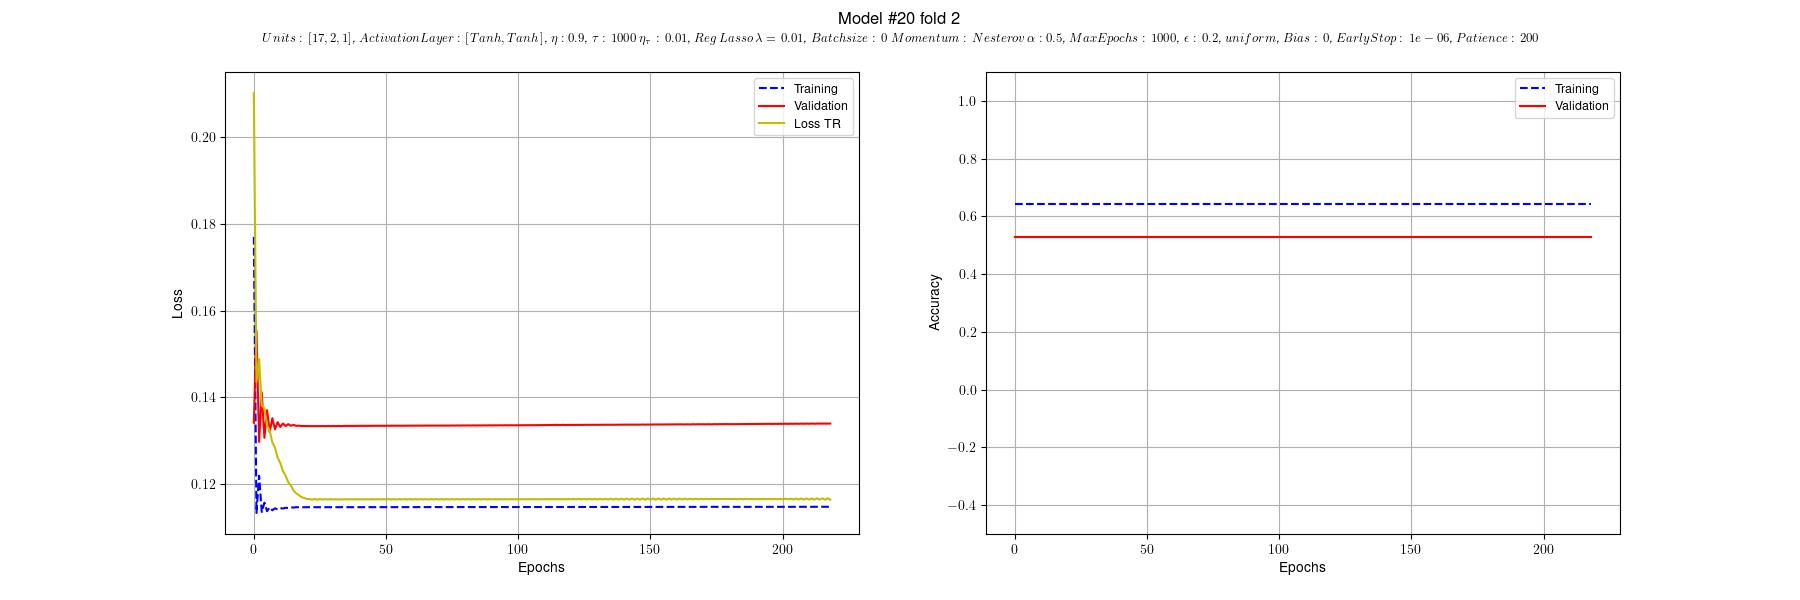 Model #20 fold 2
Units : [17, 2, 1], ActivationLayer : [Tanh, Tanh], η : 0.9, τ : 1000 η_τ : 0.01, Reg Lasso λ = 0.01, Batchsize : 0 Momentum : Nesterov α : 0.5, MaxEpochs : 1000, ϵ : 0.2, uniform, Bias : 0, EarlyStop : 1e − 06, Patience : 200
Training
Validation
Loss TR
0.20
0.18
0.16
0.14
0.12
Loss
0 50 100 150 200
Epochs
Training
Validation
1.0
0.8
0.6
0.4
0.2
0.0
−0.2
−0.4
Accuracy
0 50 100 150 200
Epochs